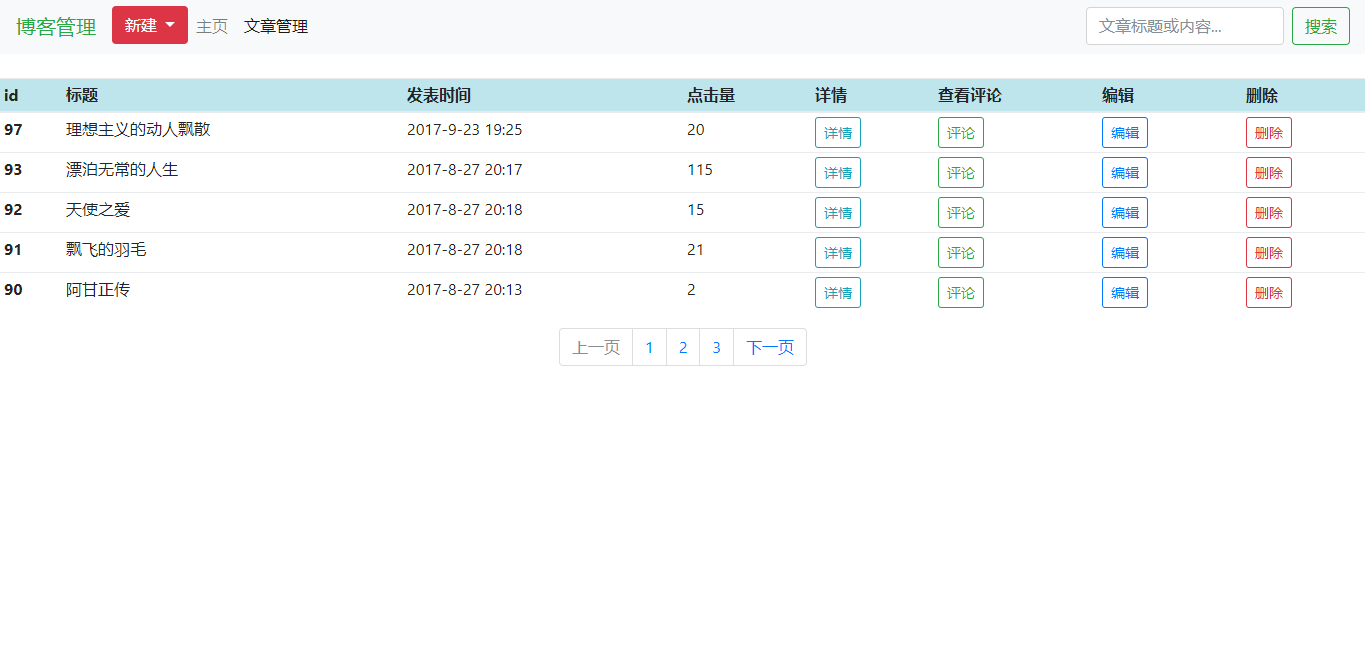 博客管理 新建 主页 文章管理 文章标题或内容... 搜索
id 标题 发表时间 点击量 详情 查看评论 编辑 删除
97 理想主义的动人飘散 2017-9-23 19:25 20 详情 评论 编辑 删除
93 漂泊无常的人生 2017-8-27 20:17 115 详情 评论 编辑 删除
92 天使之爱 2017-8-27 20:18 15 详情 评论 编辑 删除
91 飘飞的羽毛 2017-8-27 20:18 21 详情 评论 编辑 删除
90 阿甘正传 2017-8-27 20:13 2 详情 评论 编辑 删除
上一页 1 2 3 下一页